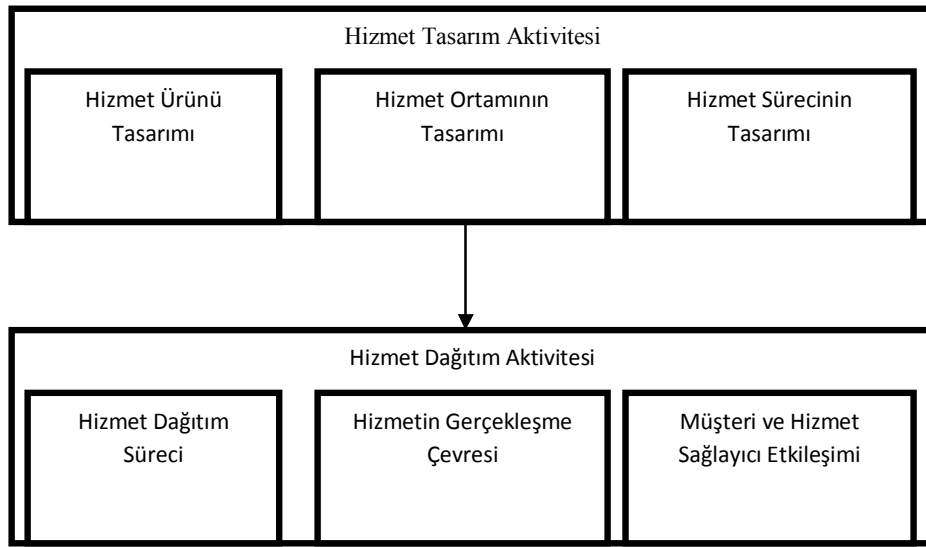 Hizmet Tasarım Aktivitesi
Hizmet Ürünü
Tasarımı
Hizmet Ortamının
Tasarımı
Hizmet Sürecinin
Tasarımı
Hizmet Dağıtım Aktivitesi
Hizmet Dağıtım
Süreci
Hizmetin Gerçekleşme
Çevresi
Müşteri ve Hizmet
Sağlayıcı Etkileşimi